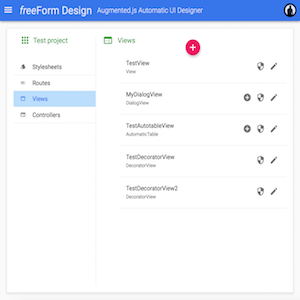 freeForm Design Augmented.js Automatic UI Designer
Test project
Views
Stylesheets
Routes
Views
Controllers
TestView
View
MyDialogView
DialogView
TestAutotableView
AutomaticTable
TestDecoratorView
DecoratorView
TestDecoratorView2
DecoratorView